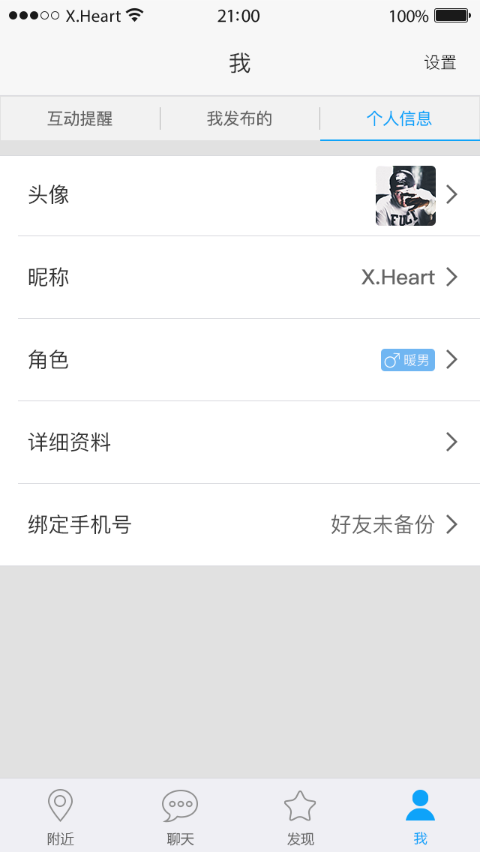 X.Heart 21:00 100%
我 设置
互动提醒 我发布的 个人信息
头像
昵称 X.Heart
角色 暖男
详细资料
绑定手机号 好友未备份
附近 聊天 发现 我